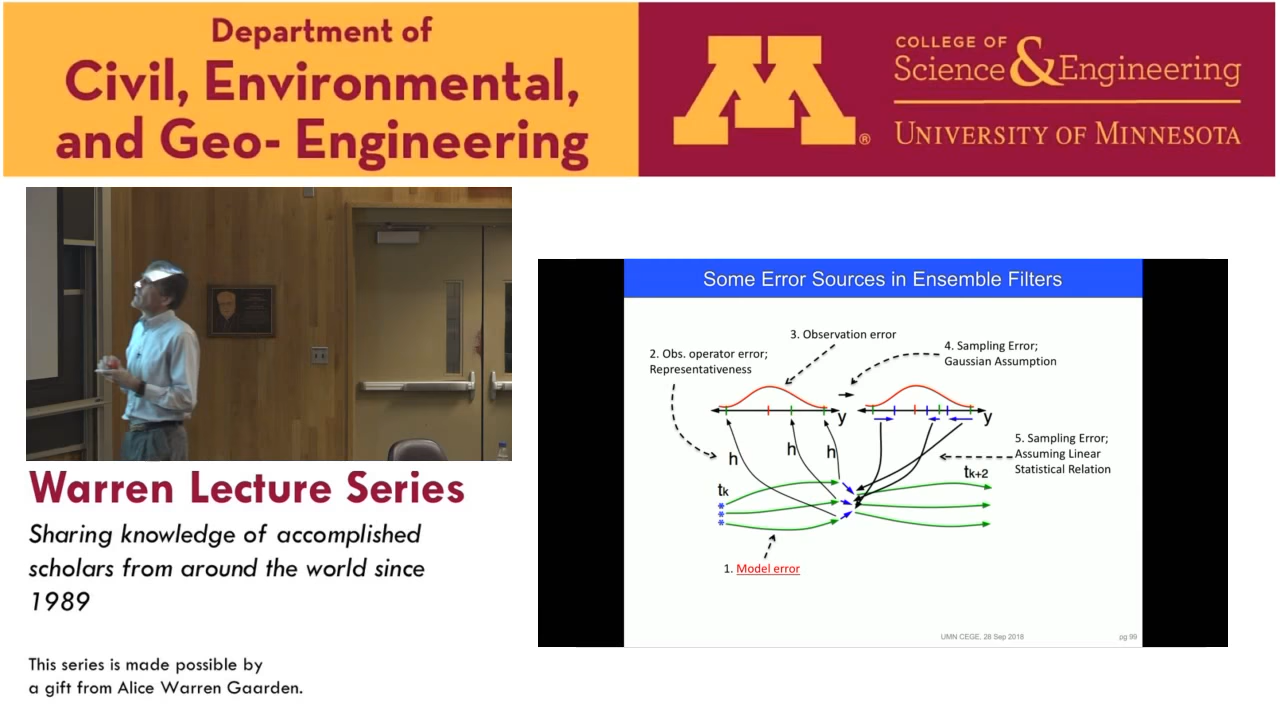 Department of
Civil, Environmental,
and Geo- Engineering
M®
COLLEGE OF
Science & Engineering
UNIVERSITY OF MINNESOTA
Warren Lecture Series
Sharing knowledge of accomplished
scholars from around the world since
1989
This series is made possible by
a gift from Alice Warren Gaarden.
Some Error Sources in Ensemble Filters
3. Observation error
2. Obs. operator error;
Representativeness
4. Sampling Error;
Gaussian Assumption
y
y
h
h
h
5. Sampling Error;
Assuming Linear
Statistical Relation
tk
tk+2
1. Model error
UMN CEGE, 28 Sep 2018
pg 99